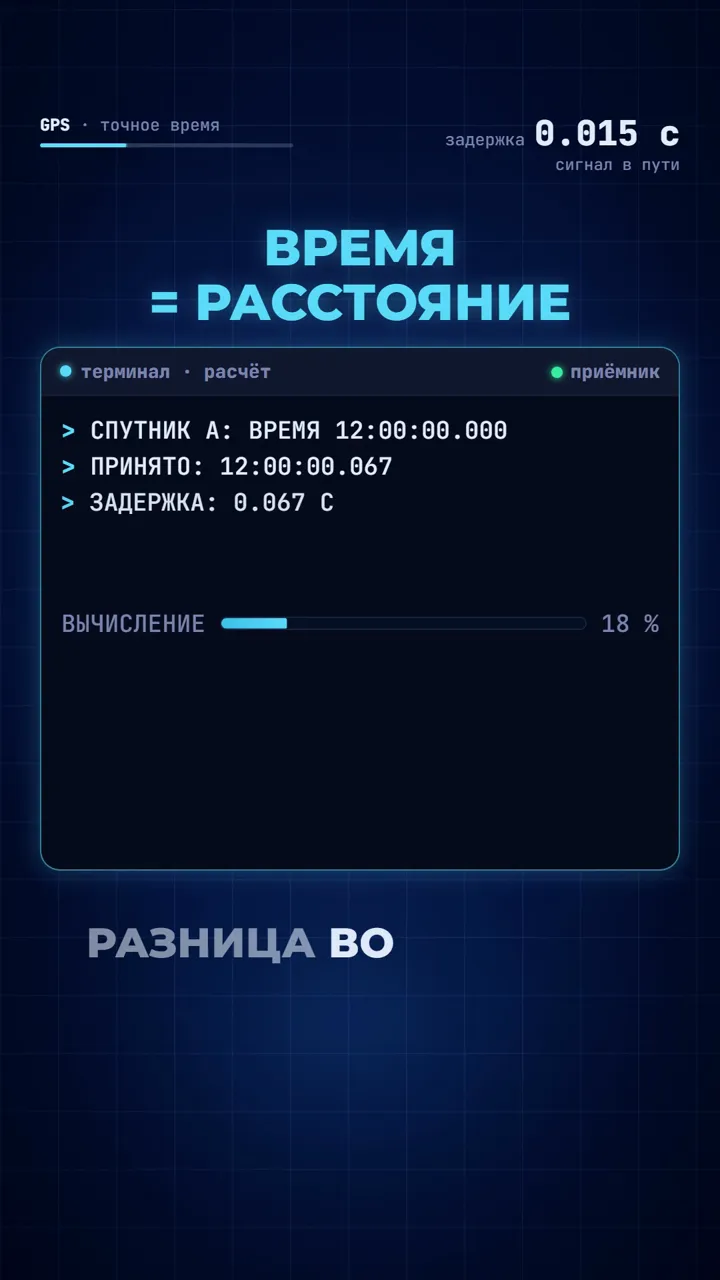 GPS · точное время
задержка 0.015 с
сигнал в пути
ВРЕМЯ
= РАССТОЯНИЕ
терминал · расчёт
приёмник
> СПУТНИК А: ВРЕМЯ 12:00:00.000
> ПРИНЯТО: 12:00:00.067
> ЗАДЕРЖКА: 0.067 С
ВЫЧИСЛЕНИЕ 18 %
РАЗНИЦА ВО